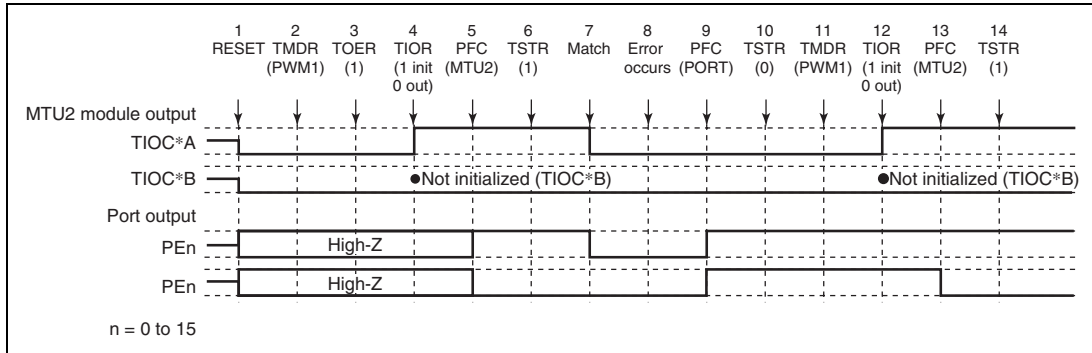 1 2 3 4 5 6 7 8 9 10 11 12 13 14
RESET TMDR TOER TIOR PFC TSTR Match Error PFC TSTR TMDR TIOR PFC TSTR
(PWM1) (1) (1 init (MTU2) (1) occurs (PORT) (0) (PWM1) (1 init (MTU2) (1)
0 out) 0 out)
MTU2 module output
TIOC*A
TIOC*B ●Not initialized (TIOC*B) ●Not initialized (TIOC*B)
Port output
PEn High-Z
PEn High-Z
n = 0 to 15